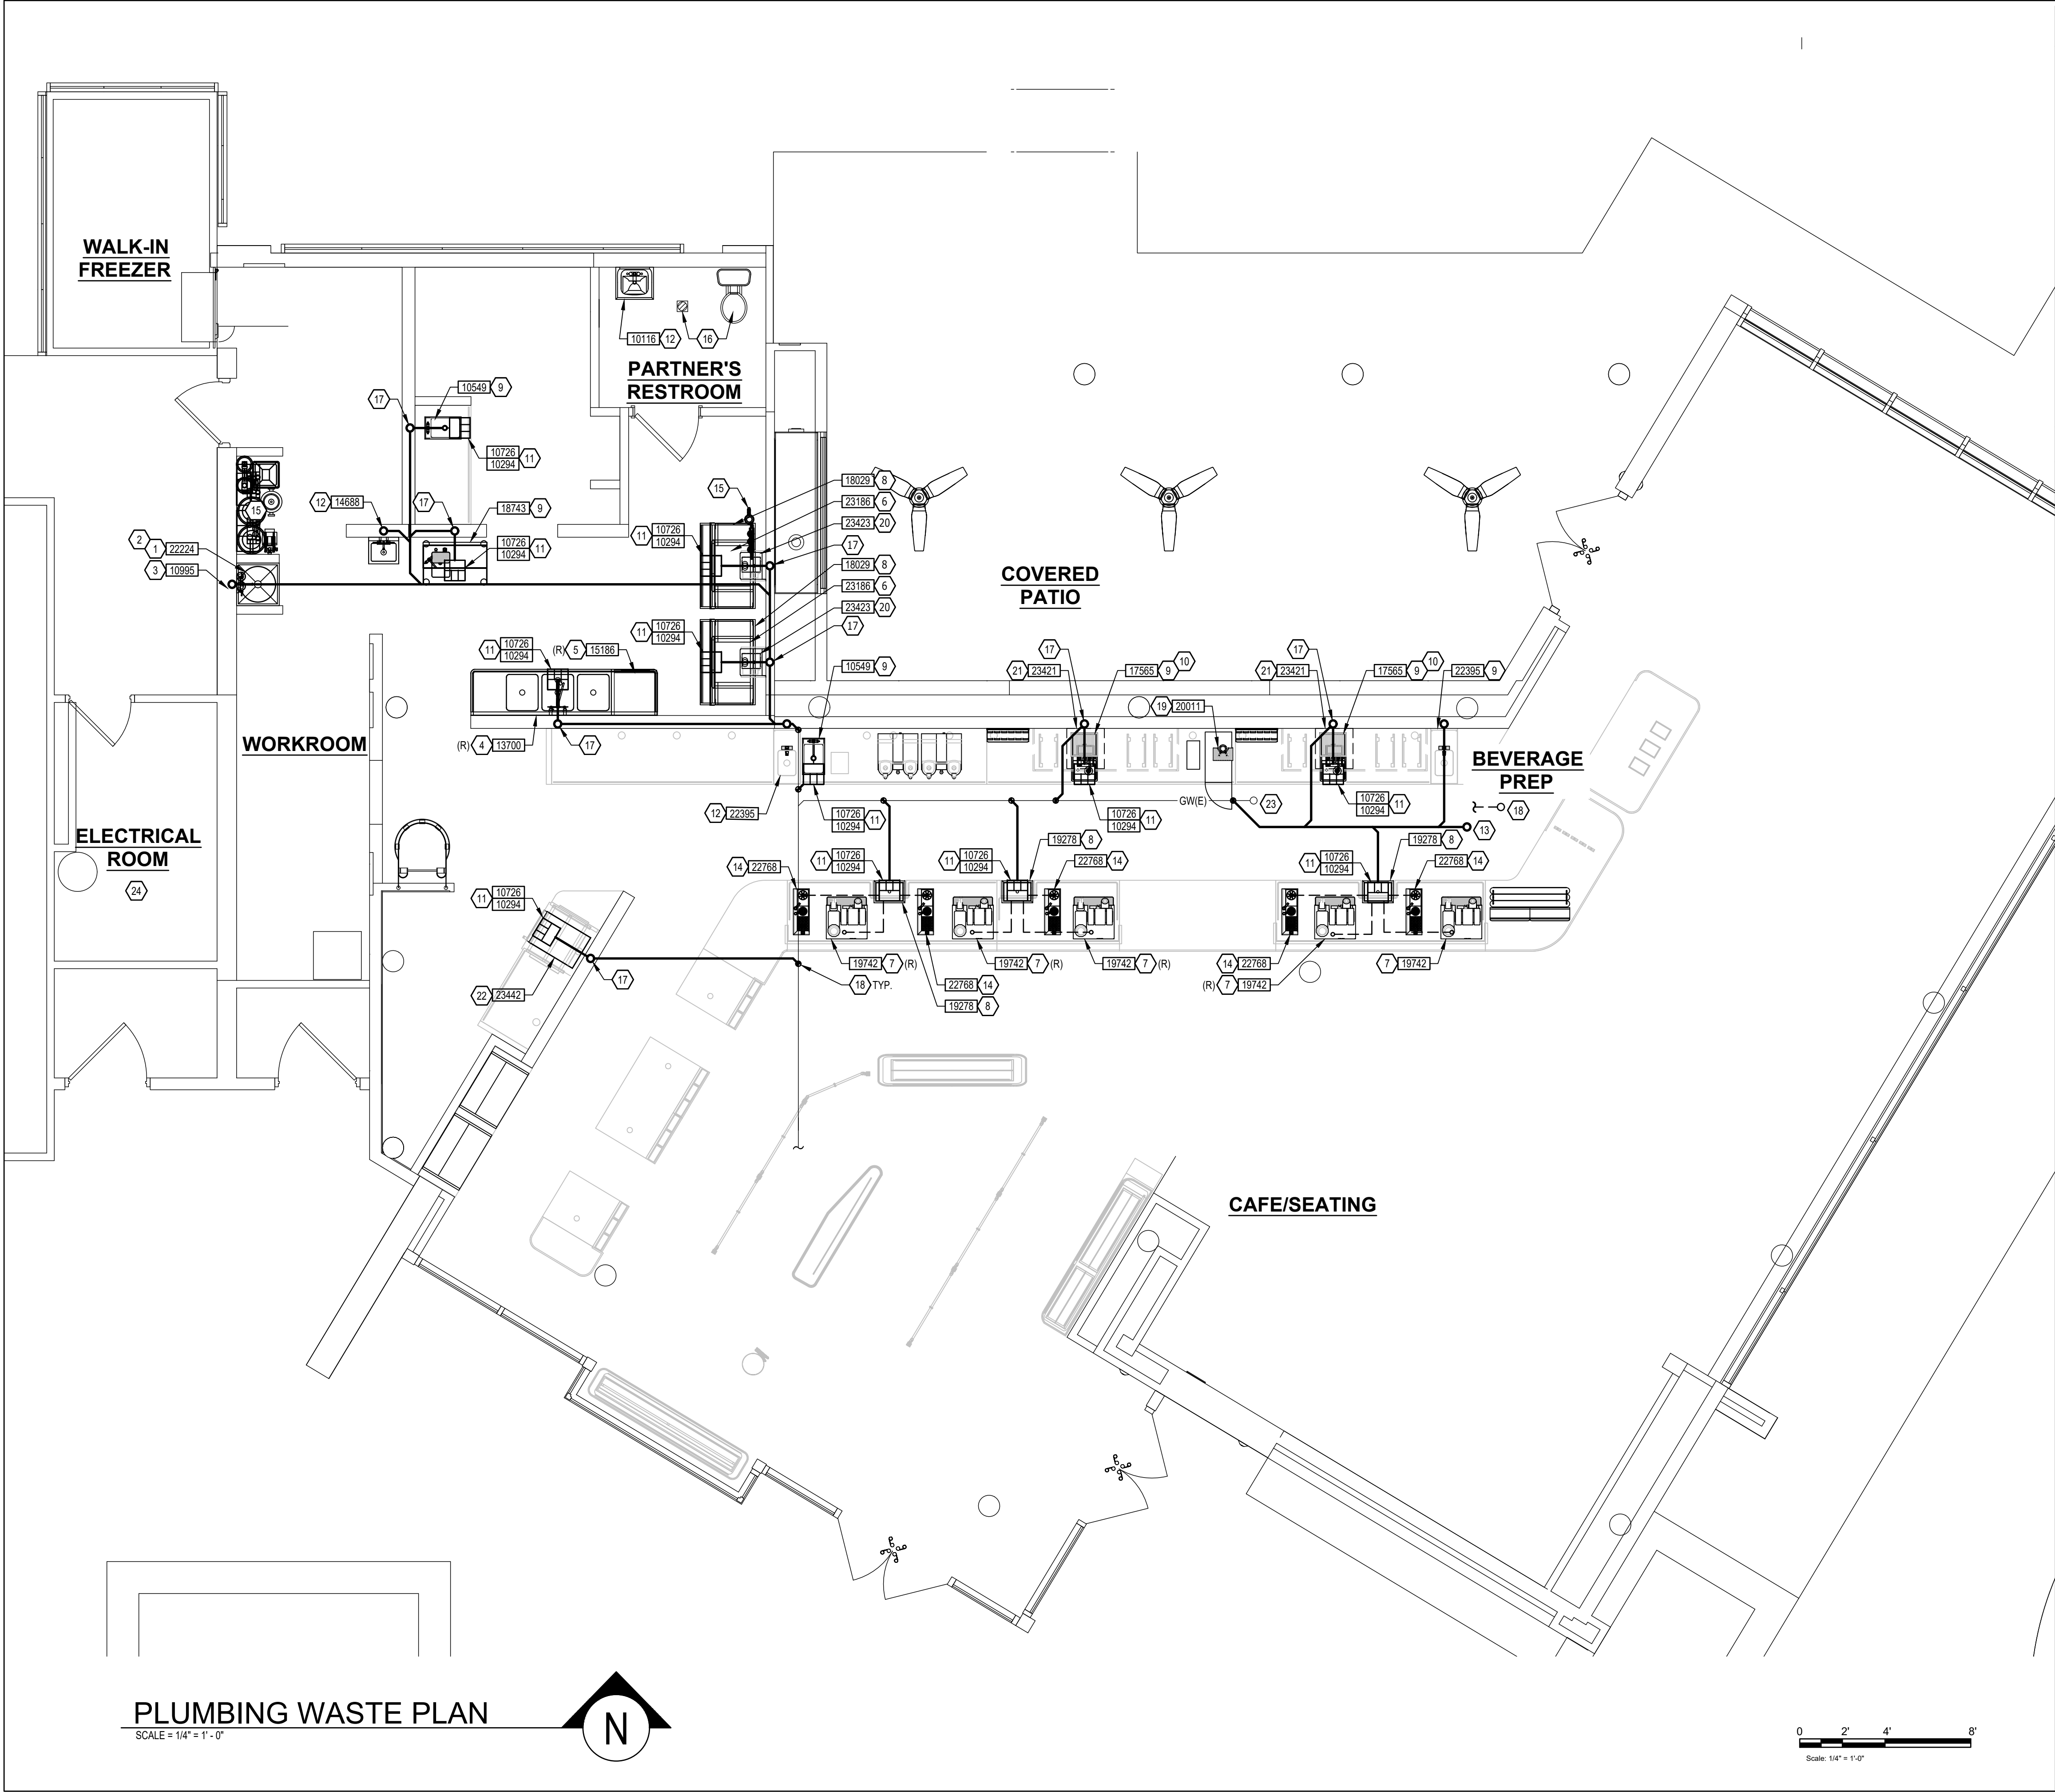 WALK-IN
FREEZER
10116 12
16
PARTNER'S
RESTROOM
10549 9
17
10726
10294 11
12 14688
17
18743 9
10726
10294 11
15
15
18029 8
23186 6
23423 20
17
11 10726
10294
2
1 22224
3 10995
18029 8
23186 6
23423 20
17
11 10726
10294
COVERED
PATIO
11 10726
10294
(R) 5 15186
10549 9
17
21 23421
17565 9
10
17
21 23421
17565 9
10
22395 9
19 20011
WORKROOM
(R) 4 13700
17
BEVERAGE
PREP
12 22395
10726
10294 11
10726
10294 11
GW(E)
23
10726
10294 11
18
13
ELECTRICAL
ROOM
24
14 22768
11 10726
10294
11 10726
10294
19278 8
22768 14
11 10726
10294
19278 8
22768 14
11 10726
10294
22 23442
17
19742 7 (R)
18 TYP.
22768 14
19278 8
19742 7 (R)
19742 7 (R)
14 22768
(R) 7 19742
7 19742
CAFE/SEATING
PLUMBING WASTE PLAN
SCALE = 1/4" = 1' - 0"
N
0 2' 4' 8'
Scale: 1/4" = 1'-0"